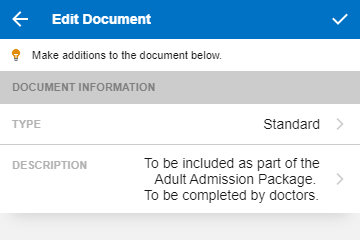 Edit Document
Make additions to the document below.
DOCUMENT INFORMATION
TYPE Standard
DESCRIPTION To be included as part of the
Adult Admission Package.
To be completed by doctors.